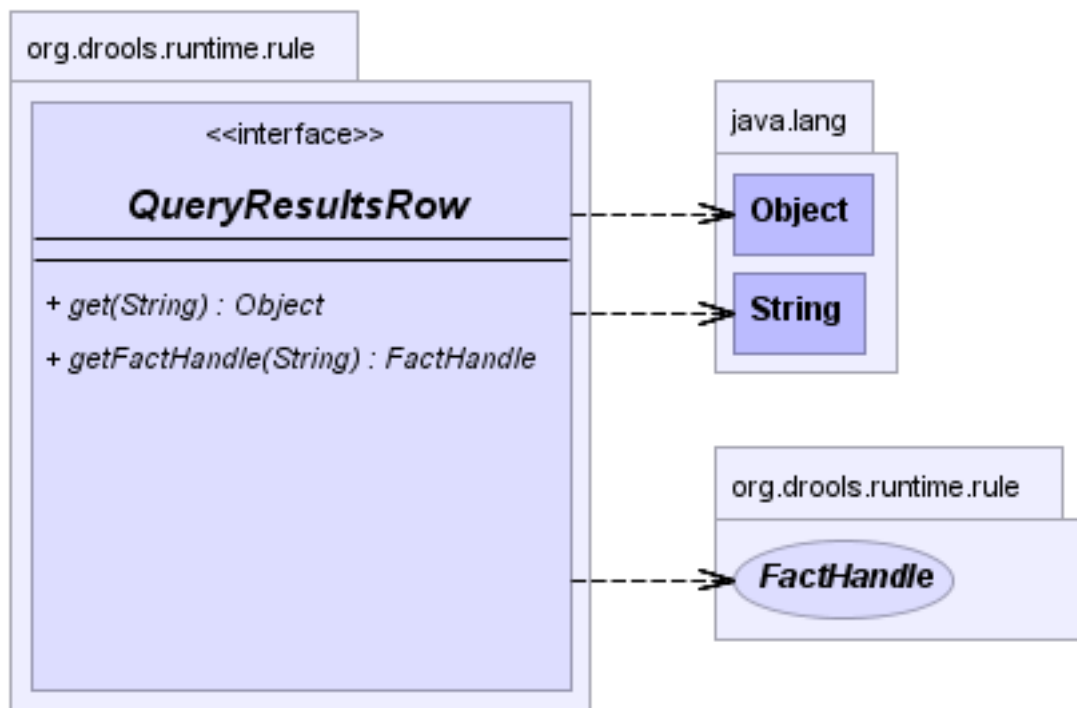 org.drools.runtime.rule
<<interface>>
QueryResultsRow
+ get(String) : Object
+ getFactHandle(String) : FactHandle
java.lang
Object
String
org.drools.runtime.rule
FactHandle